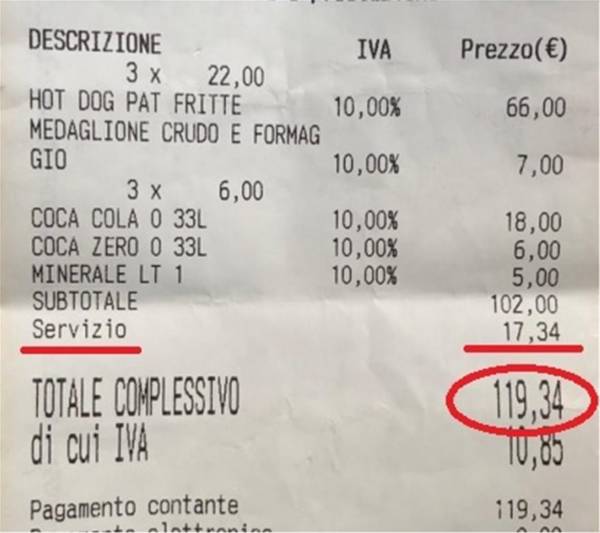 DESCRIZIONE IVA Prezzo(€)
3 x 22,00
HOT DOG PAT FRITTE 10,00% 66,00
MEDAGLIONE CRUDO E FORMAG
GIO 10,00% 7,00
3 x 6,00
COCA COLA 0 33L 10,00% 18,00
COCA ZERO 0 33L 10,00% 6,00
MINERALE LT 1 10,00% 5,00
SUBTOTALE 102,00
Servizio 17,34
TOTALE COMPLESSIVO 119,34
di cui IVA 10,85
Pagamento contante 119,34